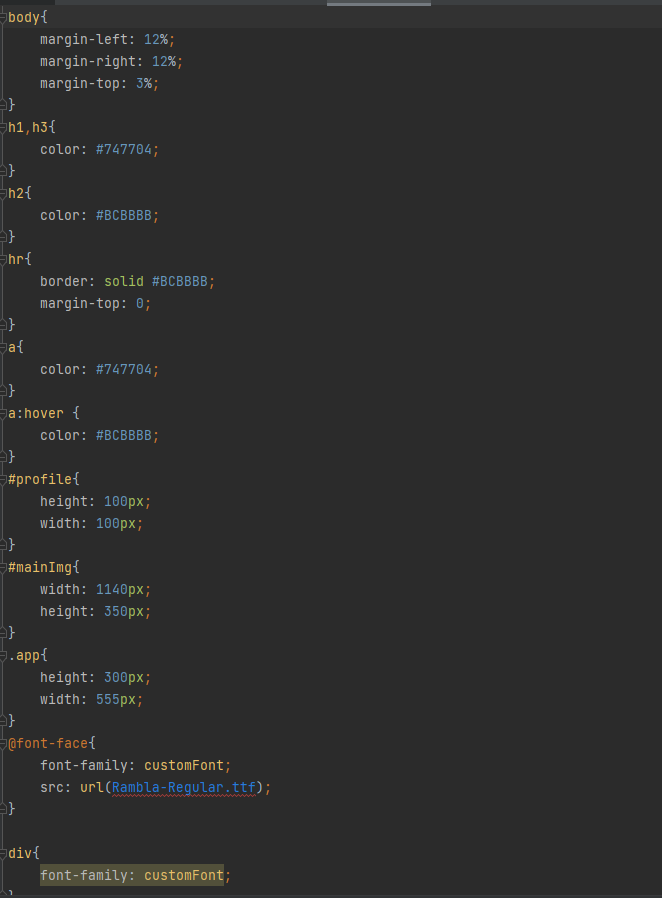 body{
    margin-left: 12%;
    margin-right: 12%;
    margin-top: 3%;
}
h1,h3{
    color: #747704;
}
h2{
    color: #BCBBBB;
}
hr{
    border: solid #BCBBBB;
    margin-top: 0;
}
a{
    color: #747704;
}
a:hover {
    color: #BCBBBB;
}
#profile{
    height: 100px;
    width: 100px;
}
#mainImg{
    width: 1140px;
    height: 350px;
}
.app{
    height: 300px;
    width: 555px;
}
@font-face{
    font-family: customFont;
    src: url(Rambla-Regular.ttf);
}

div{
    font-family: customFont;
}